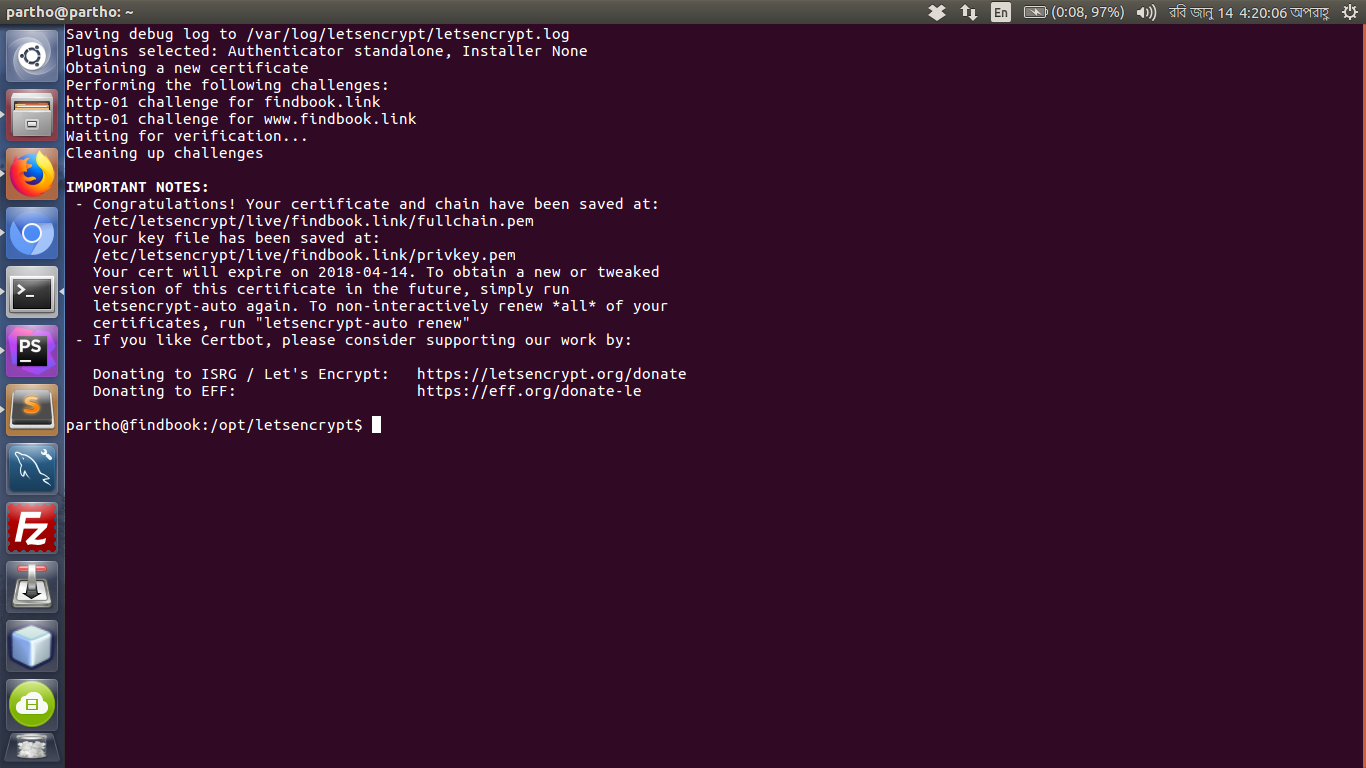 partho@partho: ~
En
(0:08, 97%)
রবি জানু 14 4:20:06 অপরাহ্ণ
Saving debug log to /var/log/letsencrypt/letsencrypt.log
Plugins selected: Authenticator standalone, Installer None
Obtaining a new certificate
Performing the following challenges:
http-01 challenge for findbook.link
http-01 challenge for www.findbook.link
Waiting for verification...
Cleaning up challenges
IMPORTANT NOTES:
- Congratulations! Your certificate and chain have been saved at:
/etc/letsencrypt/live/findbook.link/fullchain.pem
Your key file has been saved at:
/etc/letsencrypt/live/findbook.link/privkey.pem
Your cert will expire on 2018-04-14. To obtain a new or tweaked
version of this certificate in the future, simply run
letsencrypt-auto again. To non-interactively renew *all* of your
certificates, run "letsencrypt-auto renew"
- If you like Certbot, please consider supporting our work by:
Donating to ISRG / Let's Encrypt:   https://letsencrypt.org/donate
Donating to EFF:                    https://eff.org/donate-le
partho@findbook:/opt/letsencrypt$
>_
PS
S
Fz